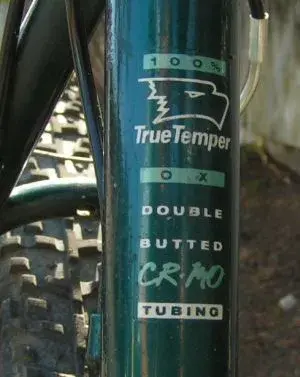 100%
TrueTemper
OX
DOUBLE
BUTTED
CR-MO
TUBING